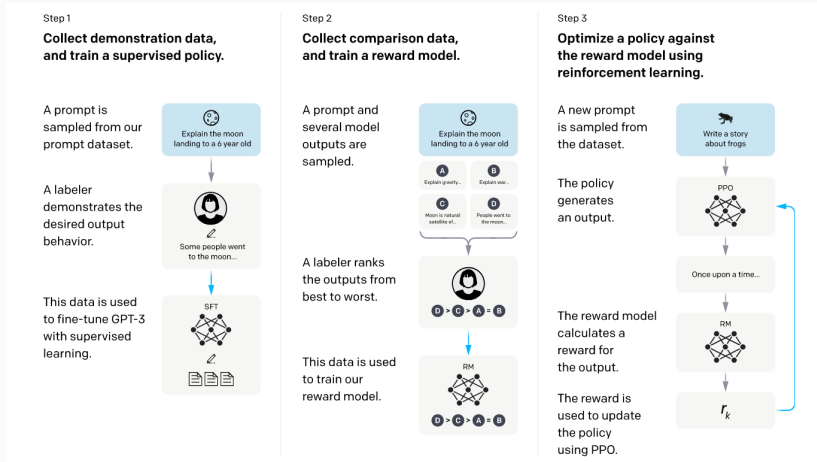 Step 1
Collect demonstration data,
and train a supervised policy.
A prompt is
sampled from our
prompt dataset.
Explain the moon
landing to a 6 year old
A labeler
demonstrates the
desired output
behavior.
Some people went
to the moon...
This data is used
to fine-tune GPT-3
with supervised
learning.
SFT
Step 2
Collect comparison data,
and train a reward model.
A prompt and
several model
outputs are
sampled.
Explain the moon
landing to a 6 year old
A
Explain gravity...
B
Explain war...
C
Moon is natural
satellite of...
D
People went to
the moon...
A labeler ranks
the outputs from
best to worst.
D > C > A = B
This data is used
to train our
reward model.
RM
D > C > A = B
Step 3
Optimize a policy against
the reward model using
reinforcement learning.
A new prompt
is sampled from
the dataset.
Write a story
about frogs
The policy
generates
an output.
PPO
Once upon a time...
The reward model
calculates a
reward for
the output.
RM
The reward is
used to update
the policy
using PPO.
r_k